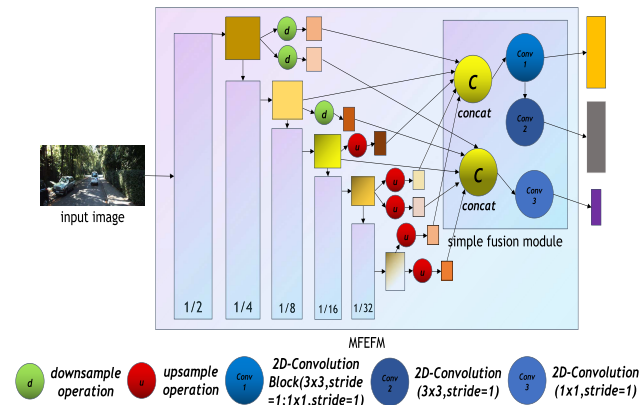 d
d
C
Conv
1
concat
d
Conv
2
u
C
concat
u
u
Conv
3
u
u
input image
simple fusion module
1/2
1/4
1/8
1/16
1/32
MFEFM
d
downsample
operation
u
upsample
operation
Conv
1
2D-Convolution
Block(3x3,stride
=1;1x1,stride=1)
Conv
2
2D-Convolution
(3x3,stride=1)
Conv
3
2D-Convolution
(1x1,stride=1)